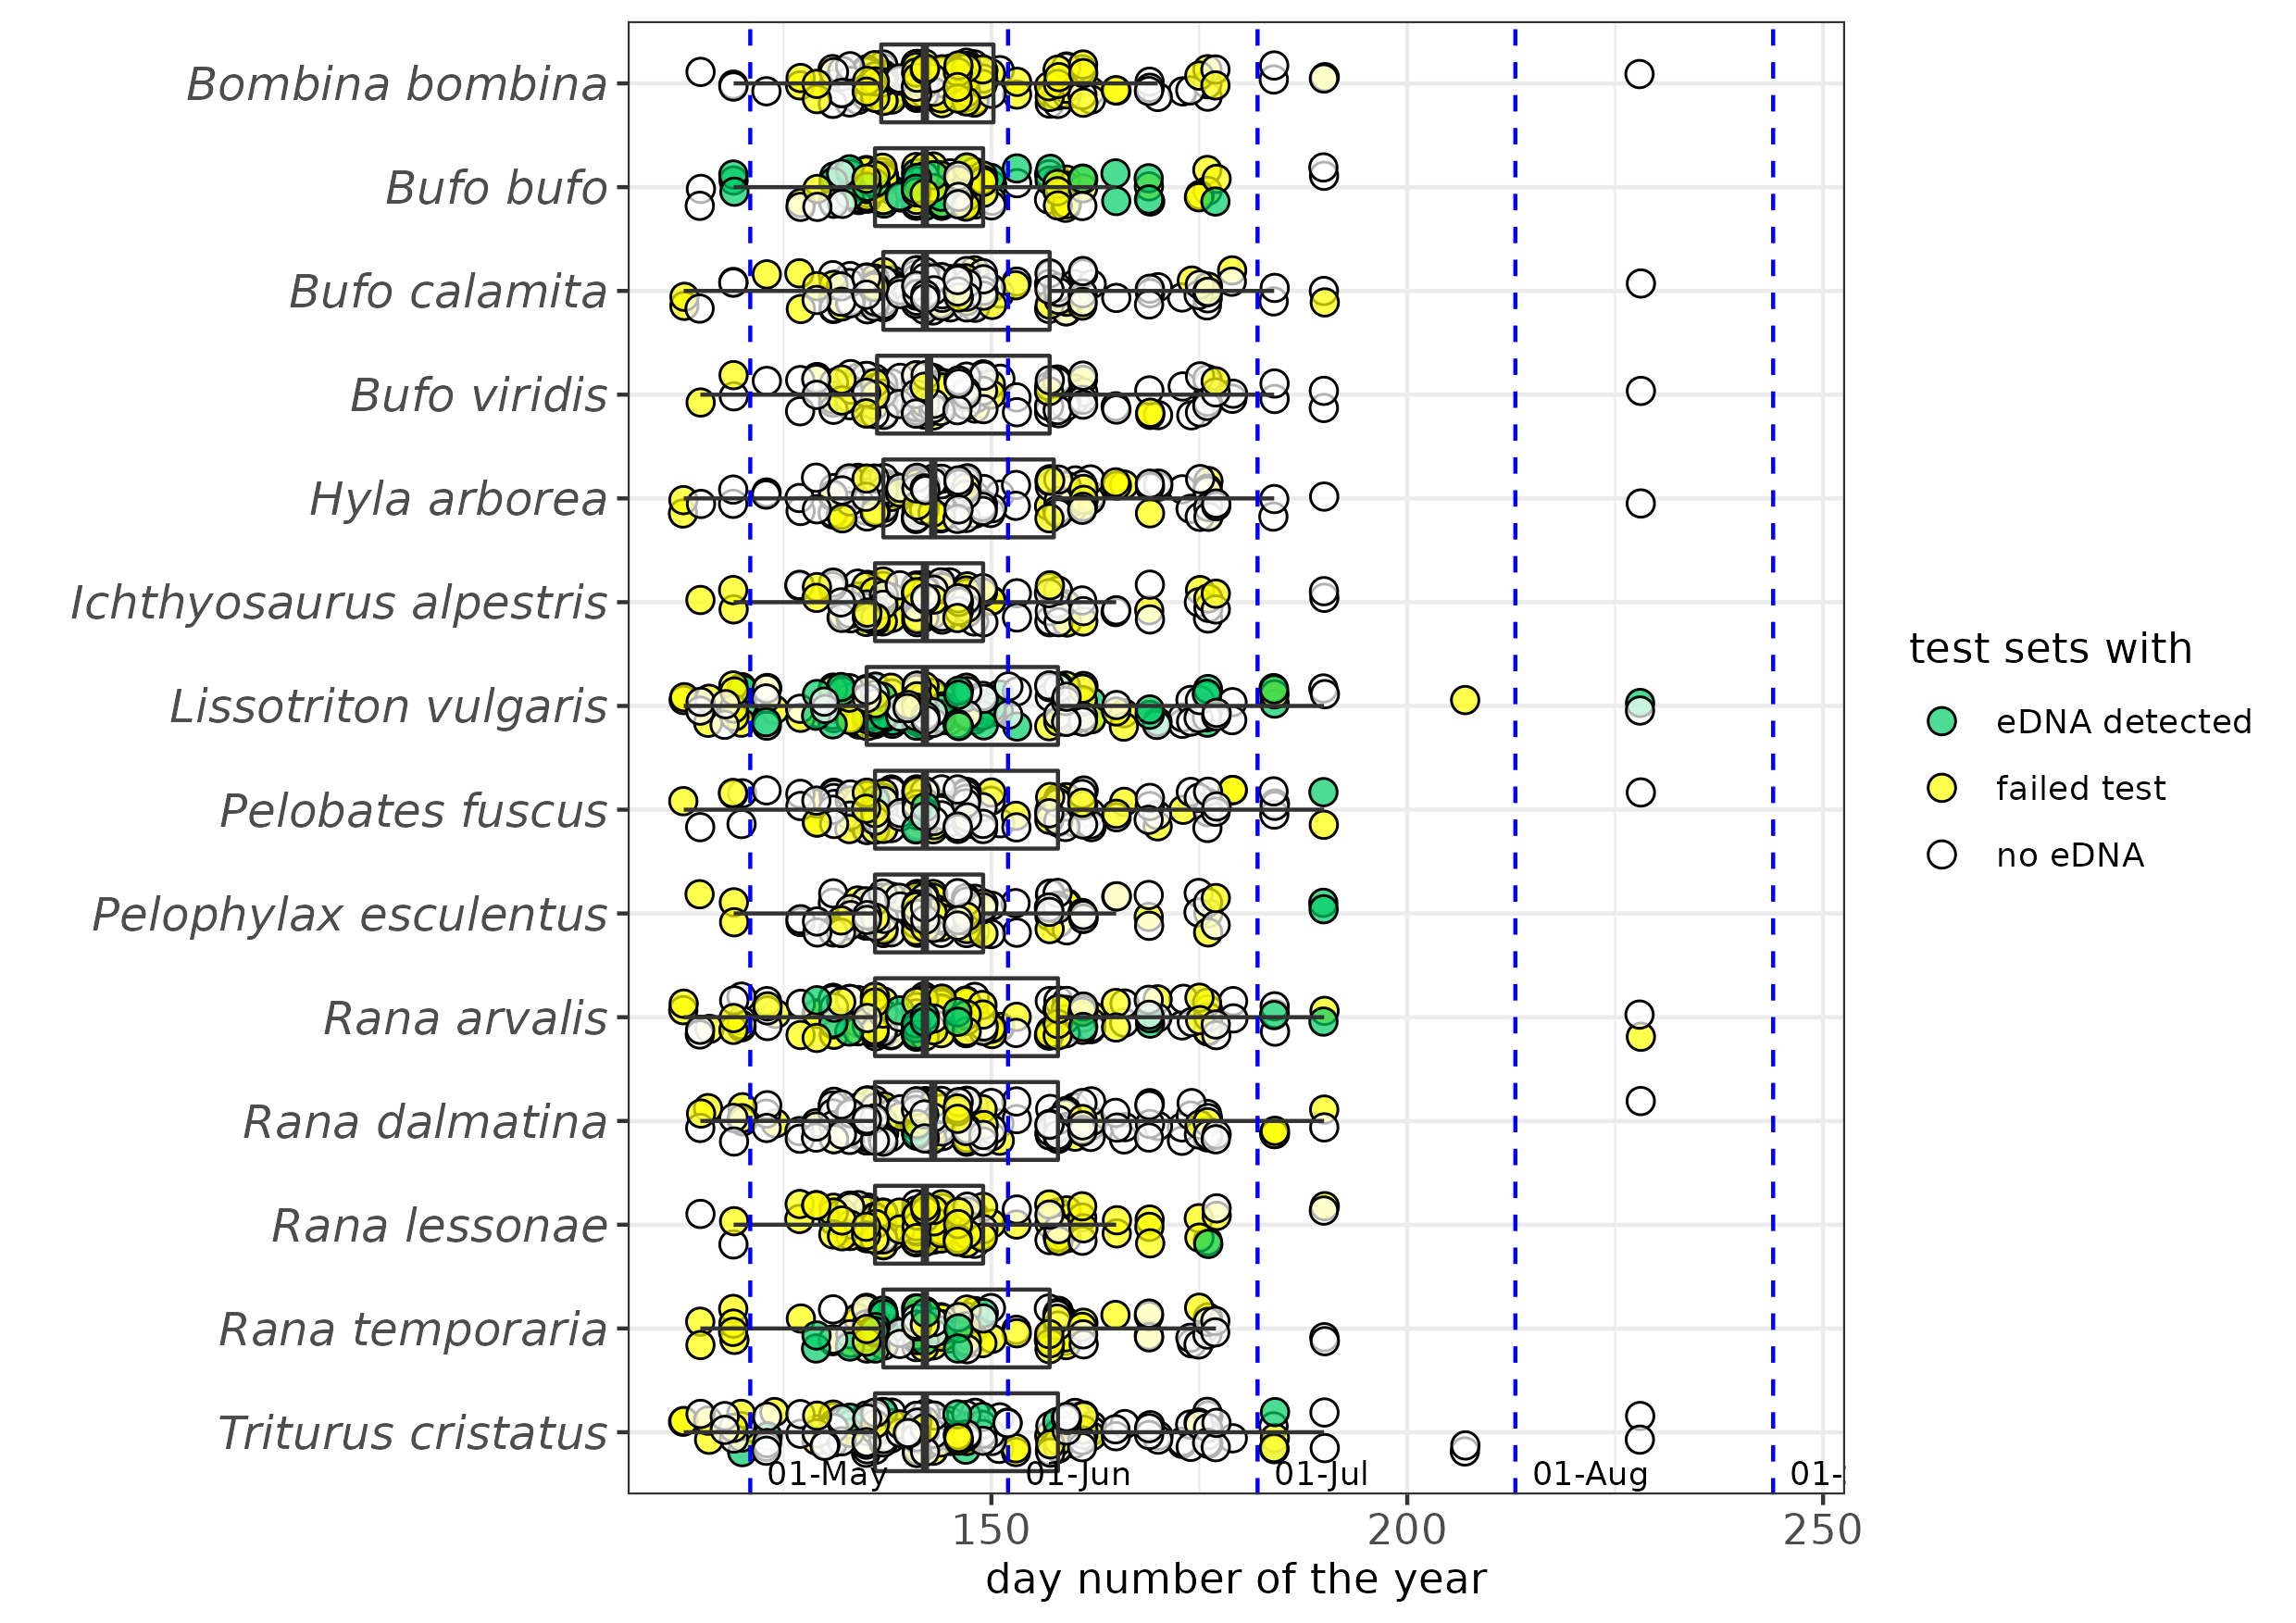 Bombina bombina
Bufo bufo
Bufo calamita
Bufo viridis
Hyla arborea
Ichthyosaurus alpestris
Lissotriton vulgaris
Pelobates fuscus
Pelophylax esculentus
Rana arvalis
Rana dalmatina
Rana lessonae
Rana temporaria
Triturus cristatus
01-May 01-Jun 01-Jul 01-Aug 01-
150 200 250
day number of the year
test sets with
eDNA detected
failed test
no eDNA